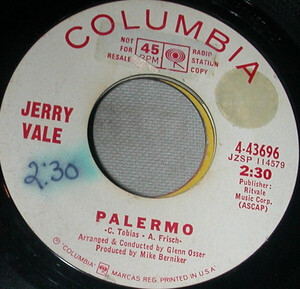 COLUMBIA
NOT FOR RESALE
45 RPM
RADIO STATION COPY
JERRY VALE
2:30
4-43696
JZSP 114579
2:30
Publisher:
Ritvale
Music Corp.
(ASCAP)
PALERMO
-C. Tobias - A. Frisch-
Arranged & Conducted by Glenn Osser
Produced by Mike Berniker
® "COLUMBIA" MARCAS REG. PRINTED IN U.S.A